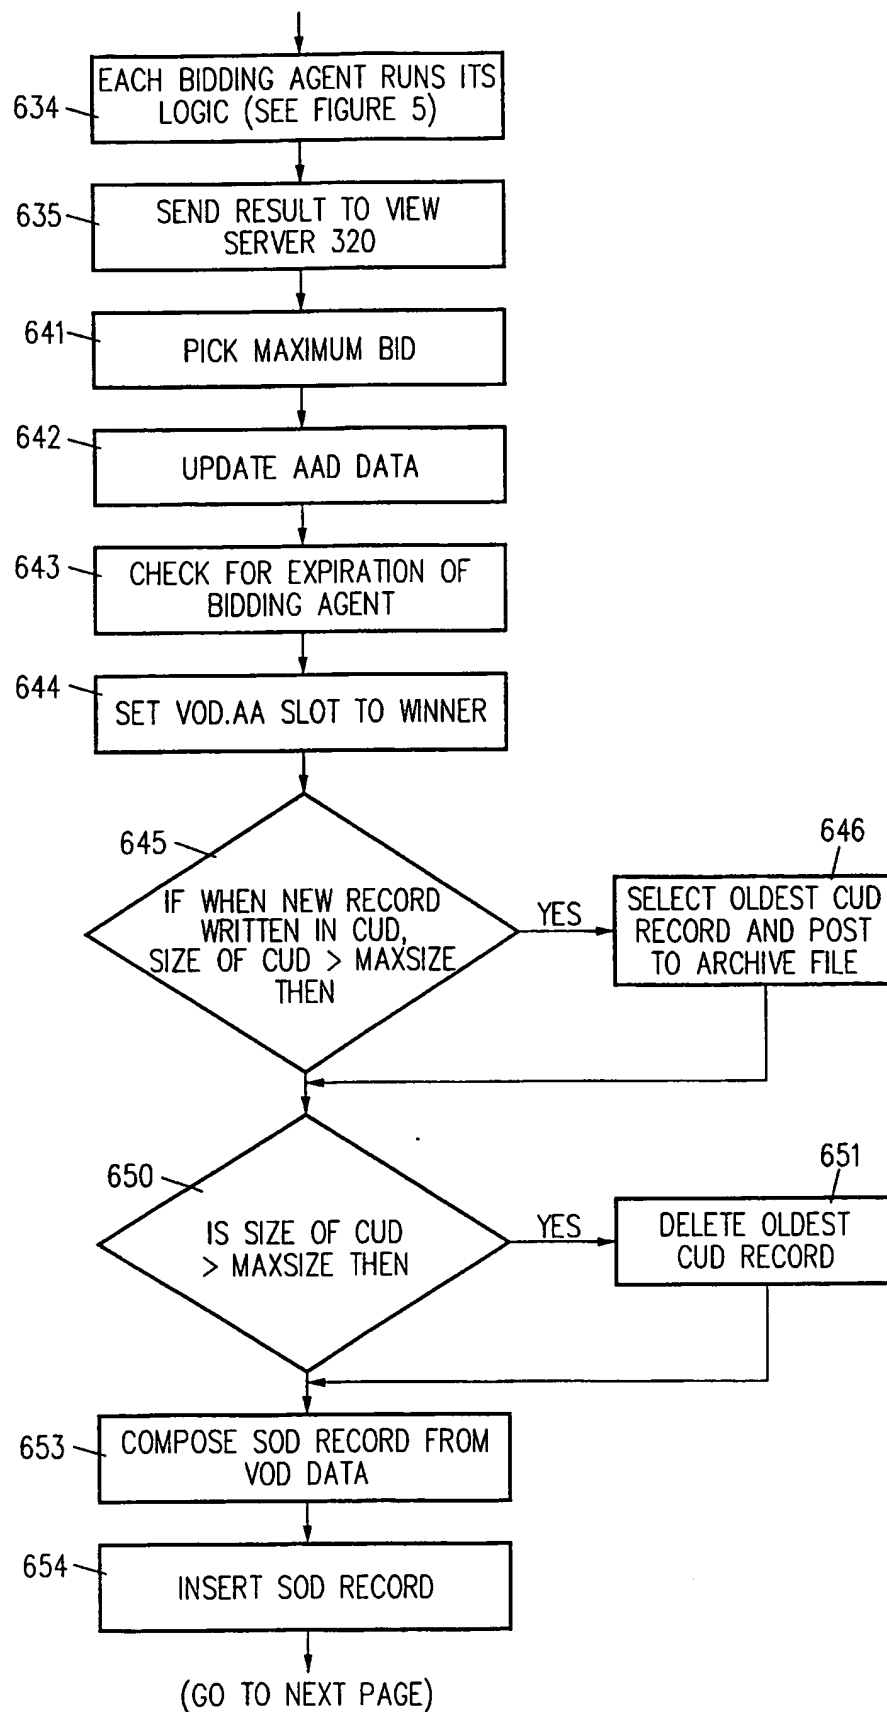 EACH BIDDING AGENT RUNS ITS
LOGIC (SEE FIGURE 5)
634
SEND RESULT TO VIEW
SERVER 320
635
641
PICK MAXIMUM BID
642
UPDATE AAD DATA
643
CHECK FOR EXPIRATION OF
BIDDING AGENT
644
SET VOD.AA SLOT TO WINNER
645
IF WHEN NEW RECORD
WRITTEN IN CUD,
SIZE OF CUD > MAXSIZE
THEN
YES
646
SELECT OLDEST CUD
RECORD AND POST
TO ARCHIVE FILE
650
IS SIZE OF CUD
> MAXSIZE THEN
YES
651
DELETE OLDEST
CUD RECORD
653
COMPOSE SOD RECORD FROM
VOD DATA
654
INSERT SOD RECORD
(GO TO NEXT PAGE)